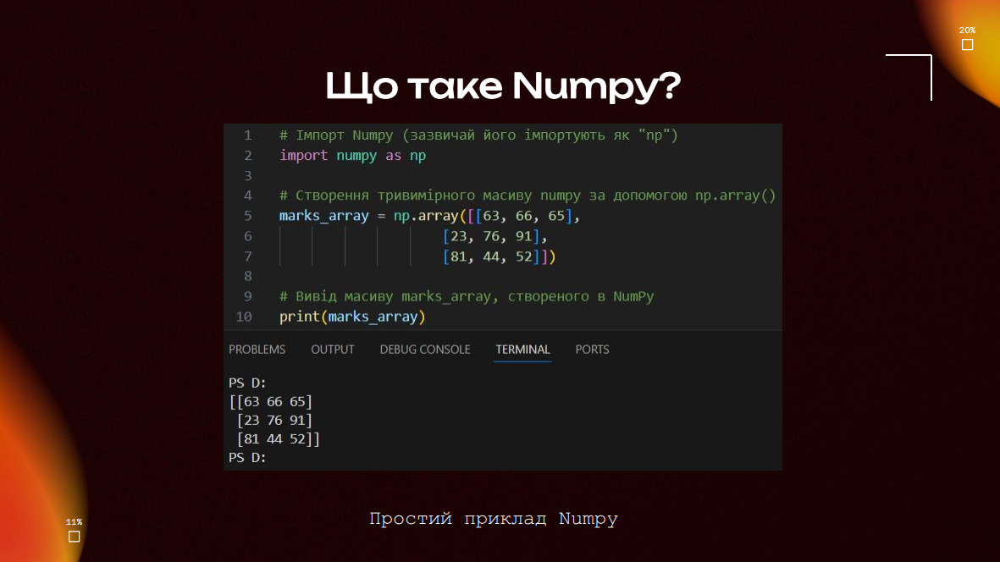 20%
Що таке Numpy?
1 # Імпорт Numpy (зазвичай його імпортують як "np")
2 import numpy as np
3
4 # Створення тривимірного масиву numpy за допомогою np.array()
5 marks_array = np.array([[63, 66, 65],
6 [23, 76, 91],
7 [81, 44, 52]])
8
9 # Вивід масиву marks_array, створеного в NumPy
10 print(marks_array)
PROBLEMS OUTPUT DEBUG CONSOLE TERMINAL PORTS
PS D:
[[63 66 65]
[23 76 91]
[81 44 52]]
PS D:
Простий приклад Numpy
11%